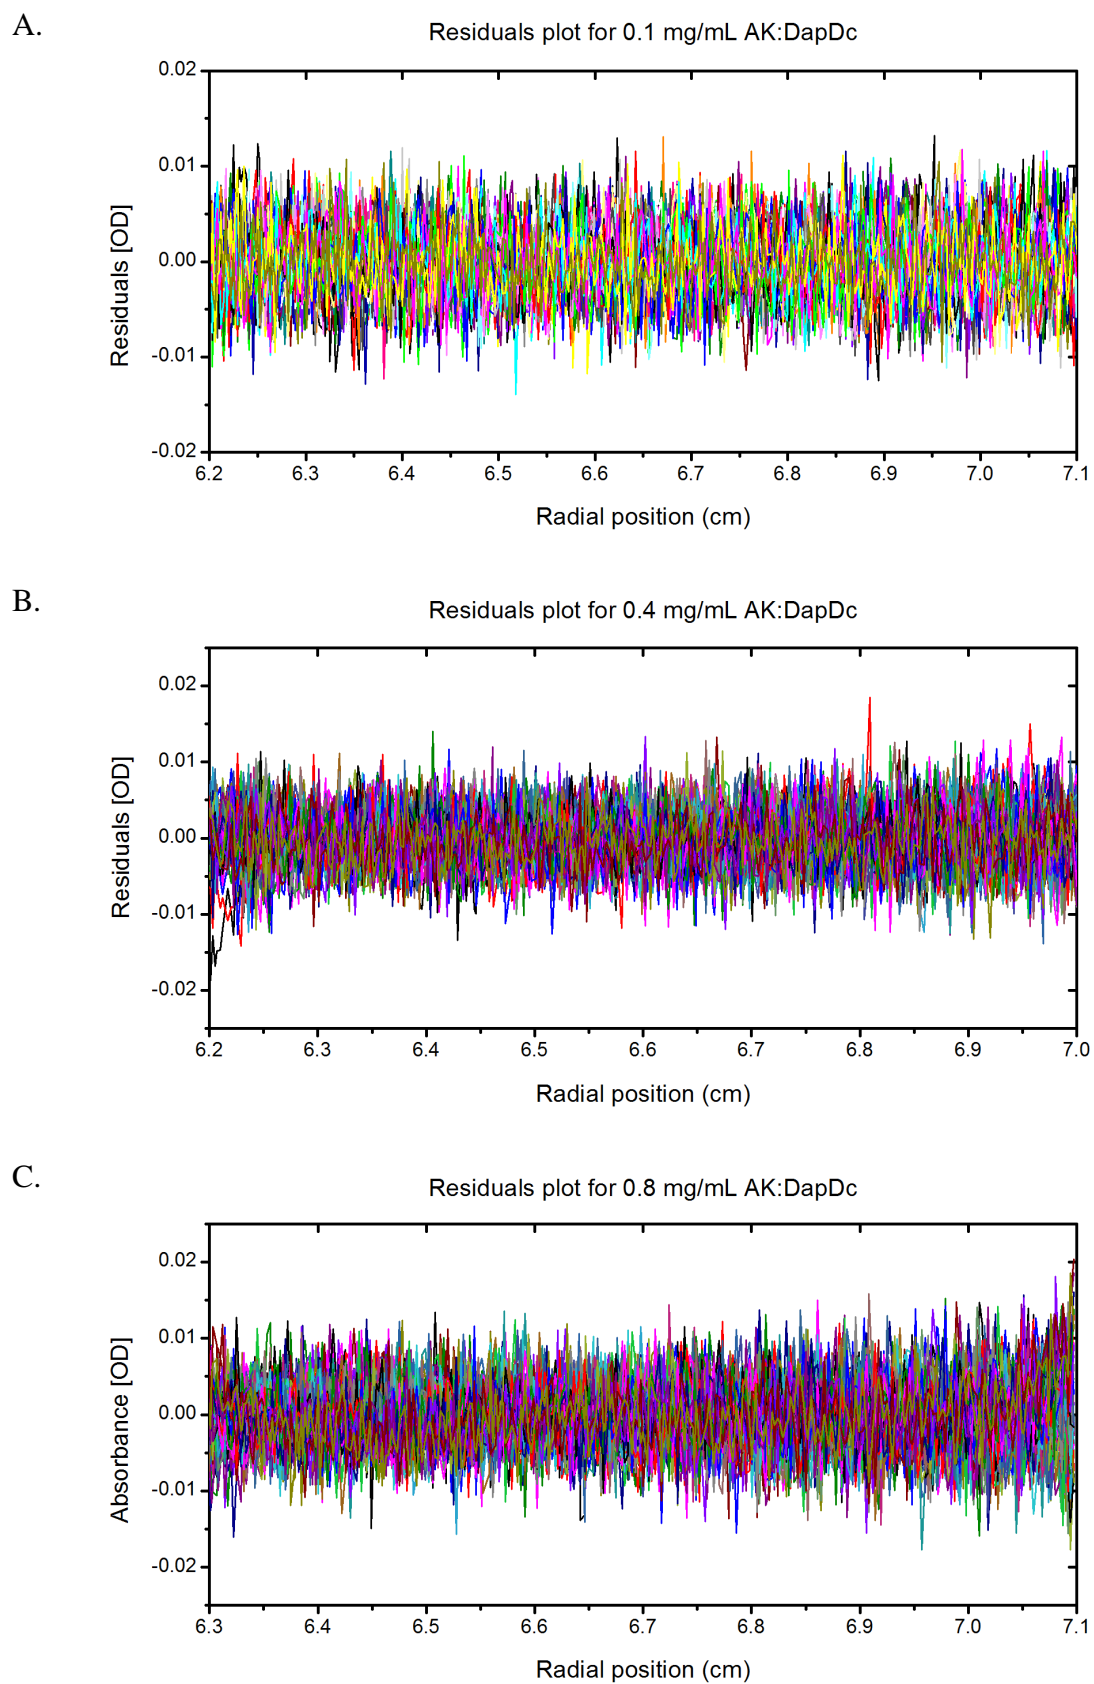 A.
Residuals plot for 0.1 mg/mL AK:DapDc
0.02
0.01
0.00
-0.01
-0.02
Residuals [OD]
6.2 6.3 6.4 6.5 6.6 6.7 6.8 6.9 7.0 7.1
Radial position (cm)
B.
Residuals plot for 0.4 mg/mL AK:DapDc
0.02
0.01
0.00
-0.01
-0.02
Residuals [OD]
6.2 6.3 6.4 6.5 6.6 6.7 6.8 6.9 7.0
Radial position (cm)
C.
Residuals plot for 0.8 mg/mL AK:DapDc
0.02
0.01
0.00
-0.01
-0.02
Absorbance [OD]
6.3 6.4 6.5 6.6 6.7 6.8 6.9 7.0 7.1
Radial position (cm)